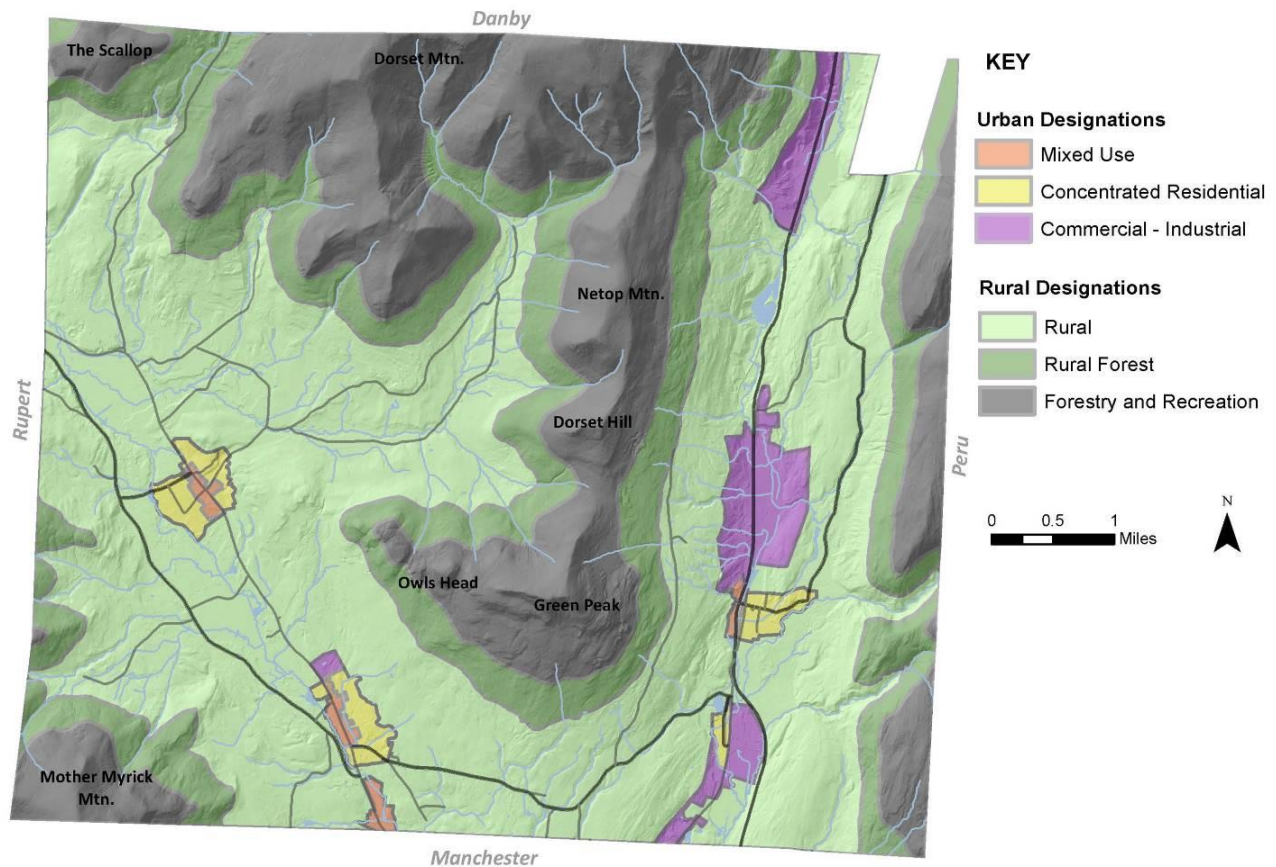 Danby
The Scallop
Dorset Mtn.
Netop Mtn.
Dorset Hill
Owls Head
Green Peak
Mother Myrick
Mtn.
Rupert
Peru
Manchester
KEY
Urban Designations
Mixed Use
Concentrated Residential
Commercial - Industrial
Rural Designations
Rural
Rural Forest
Forestry and Recreation
0 0.5 1
Miles
N